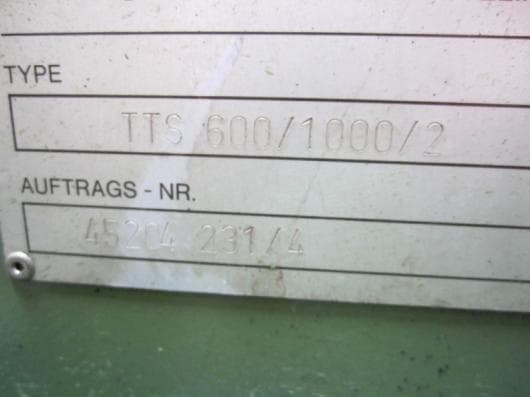 TYPE
TTS 600/1000/2
AUFTRAGS - NR.
45204 231/4